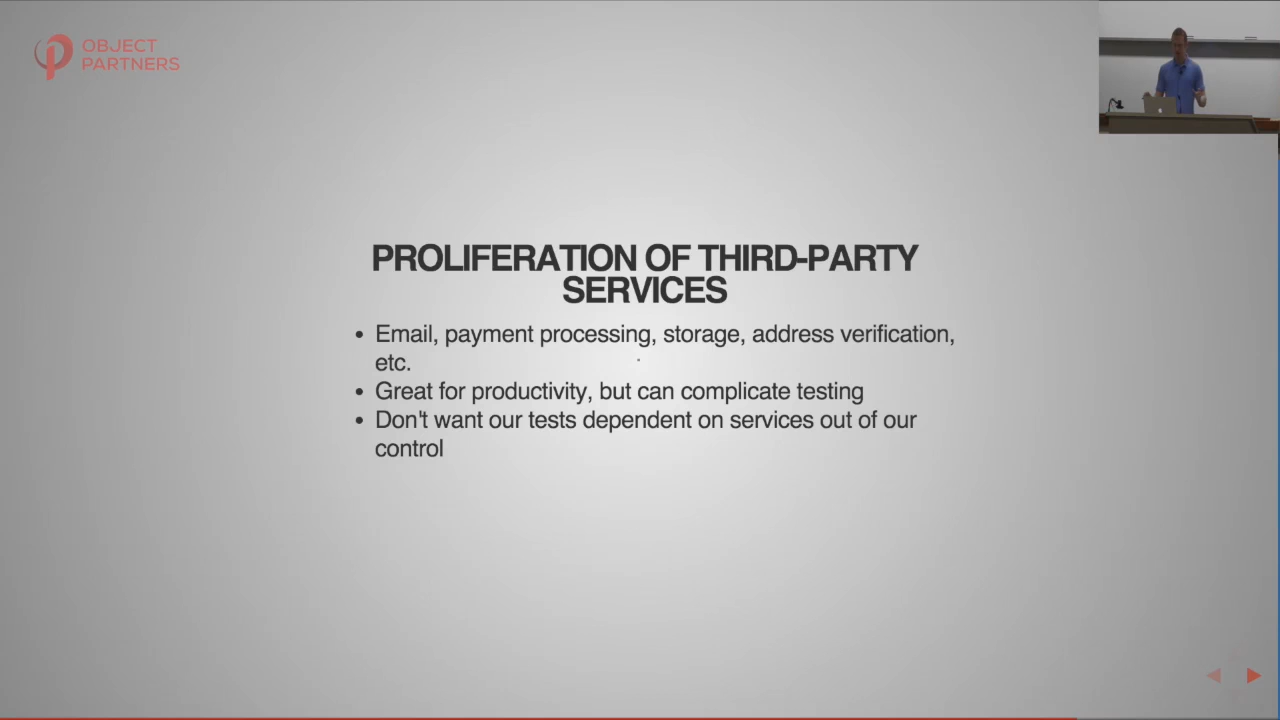 OBJECT
PARTNERS
PROLIFERATION OF THIRD-PARTY
SERVICES
• Email, payment processing, storage, address verification,
etc.
• Great for productivity, but can complicate testing
• Don't want our tests dependent on services out of our
control